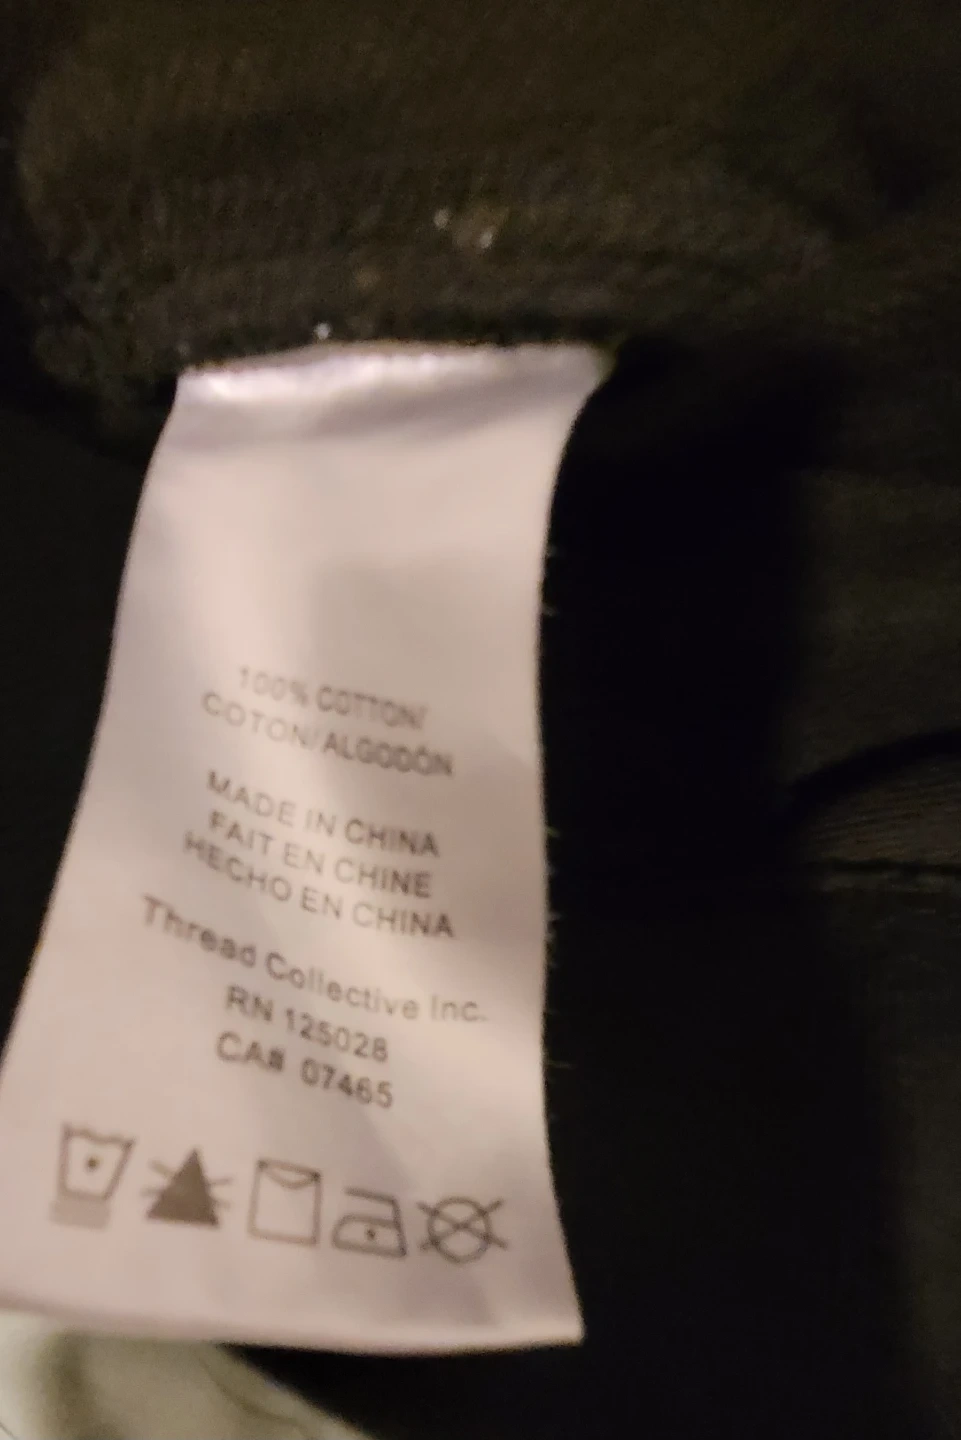 100% COTTON/
COTON/ALGODÓN
MADE IN CHINA
FAIT EN CHINE
HECHO EN CHINA
Thread Collective Inc.
RN 125028
CA# 07465